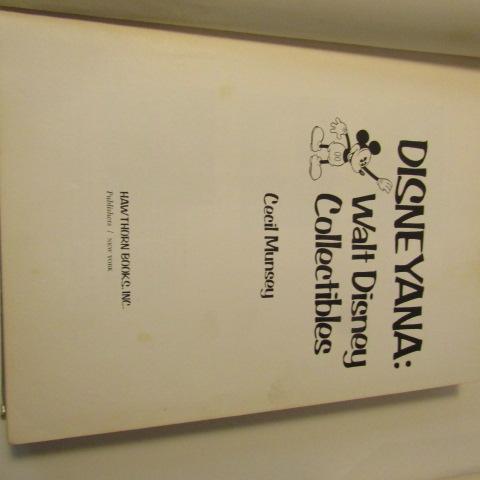 DISNEYANA:
Walt Disney
Collectibles
Cecil Munsey
HAWTHORN BOOKS, INC.
Publishers / NEW YORK